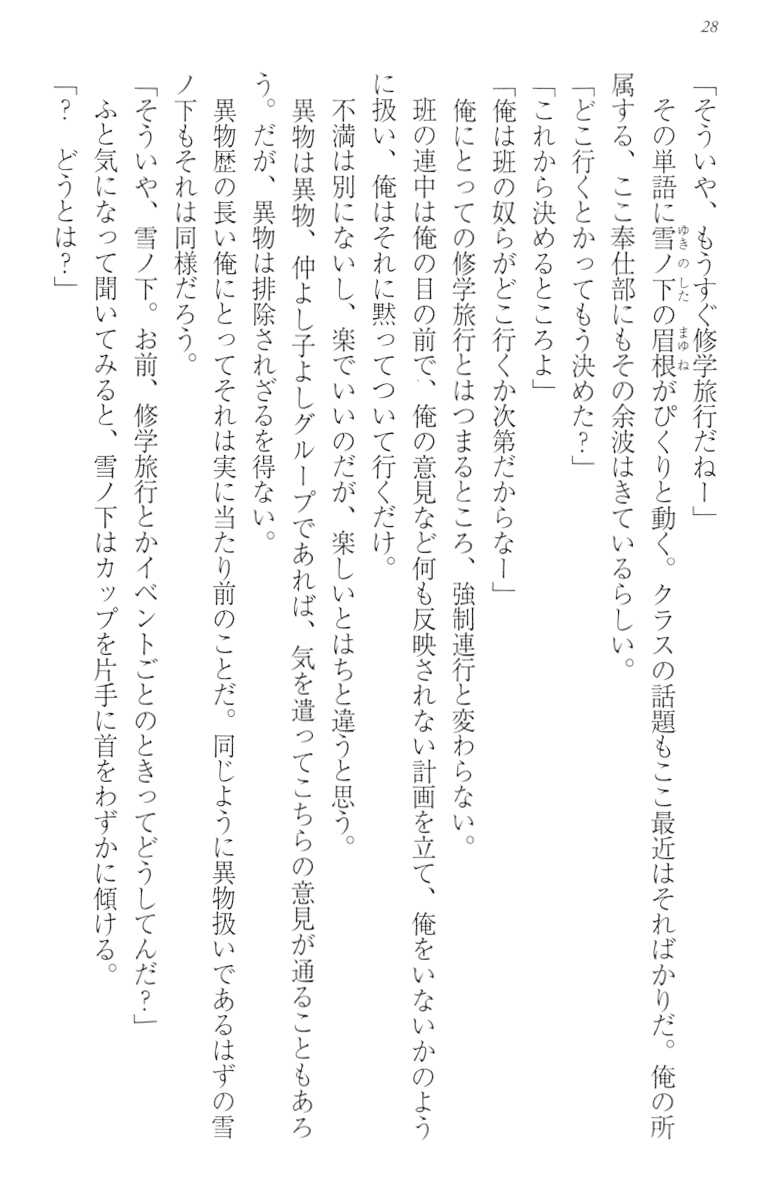 28
「そういや、もうすぐ修学旅行だねー」
　その単語に雪ノ下の眉根がぴくりと動く。クラスの話題もここ最近はそればかりだ。俺の所
属する、ここ奉仕部にもその余波はきているらしい。
「どこ行くとかってもう決めた？」
「これから決めるところよ」
「俺は班の奴らがどこ行くか次第だからなー」
　俺にとっての修学旅行とはつまるところ、強制連行と変わらない。
　班の連中は俺の目の前で、俺の意見など何も反映されない計画を立て、俺をいないかのよう
に扱い、俺はそれに黙ってついて行くだけ。
　不満は別にないし、楽でいいのだが、楽しいとはちと違うと思う。
　異物は異物、仲よし子よしグループであれば、気を遣ってこちらの意見が通ることもあろ
う。だが、異物は排除されざるを得ない。
　異物歴の長い俺にとってそれは実に当たり前のことだ。同じように異物扱いであるはずの雪
ノ下もそれは同様だろう。
「そういや、雪ノ下。お前、修学旅行とかイベントごとのときってどうしてんだ？」
　ふと気になって聞いてみると、雪ノ下はカップを片手に首をわずかに傾ける。
「？　どうとは？」